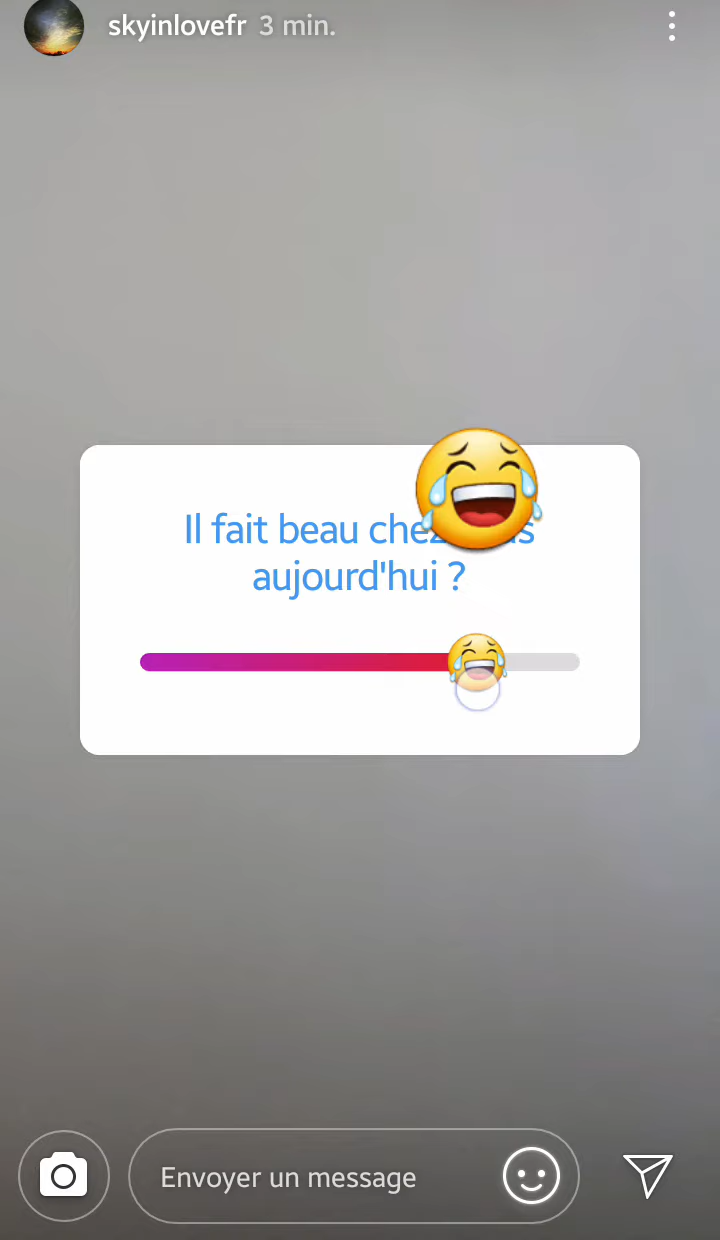 skyinlovefr 3 min.
Il fait beau chez
aujourd'hui ?
Envoyer un message